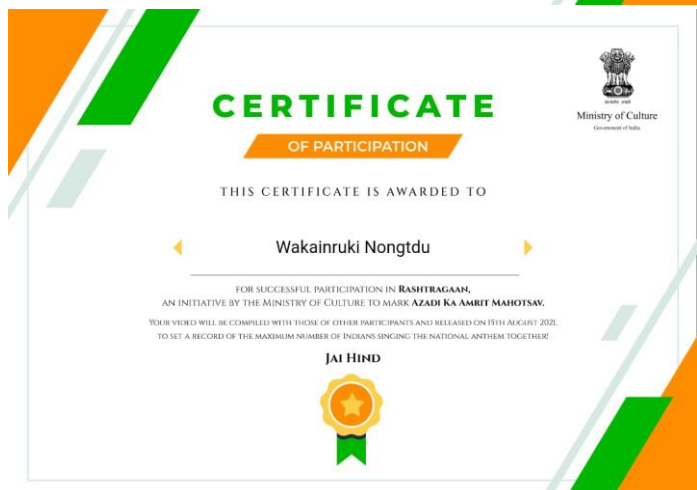 CERTIFICATE
OF PARTICIPATION
सत्यमेव जयते
Ministry of Culture
Government of India
THIS CERTIFICATE IS AWARDED TO
Wakainruki Nongtdu
FOR SUCCESSFUL PARTICIPATION IN RASHTRAGAAN,
AN INITIATIVE BY THE MINISTRY OF CULTURE TO MARK AZADI KA AMRIT MAHOTSAV.
YOUR VIDEO WILL BE COMPILED WITH THOSE OF OTHER PARTICIPANTS AND RELEASED ON 15TH AUGUST 2021,
TO SET A RECORD OF THE MAXIMUM NUMBER OF INDIANS SINGING THE NATIONAL ANTHEM TOGETHER!
JAI HIND